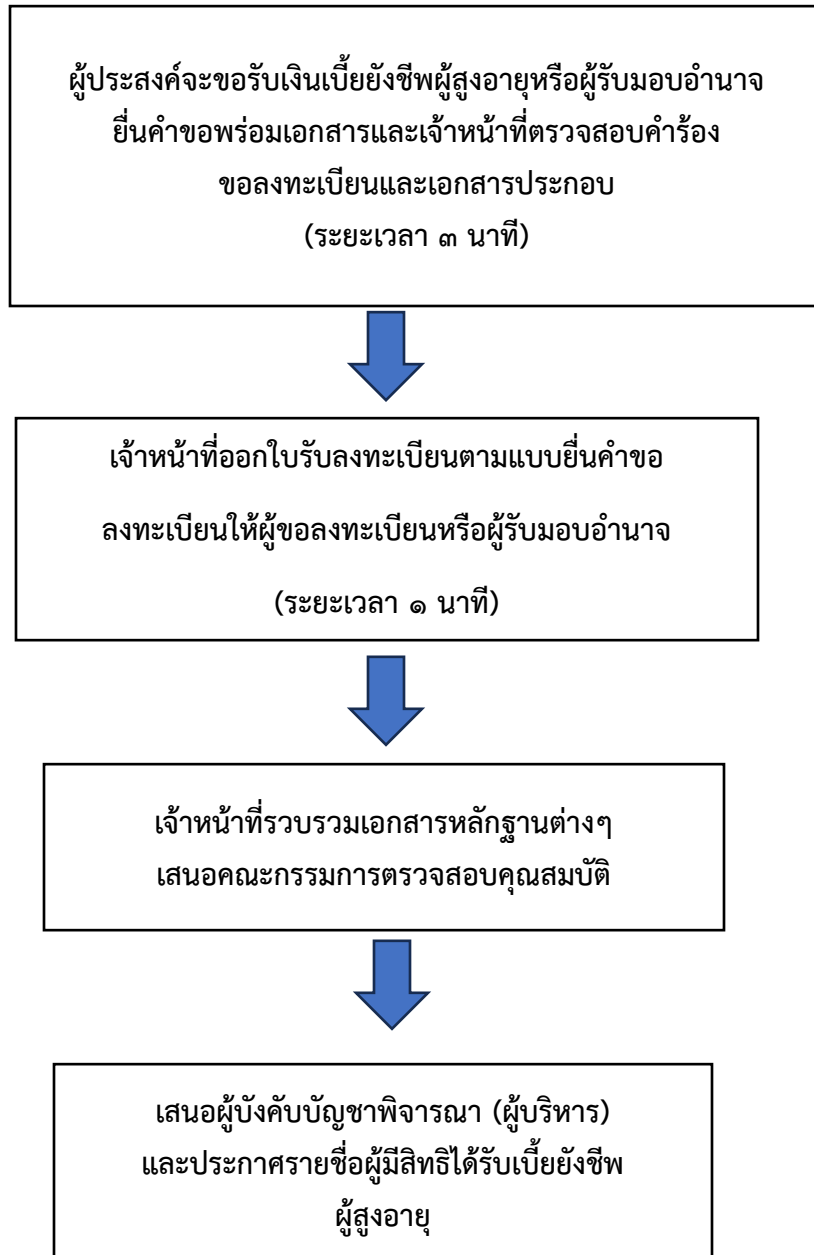 ผู้ประสงค์จะขอรับเงินเบี้ยยังชีพผู้สูงอายุหรือผู้รับมอบอำนาจ
ยื่นคำขอพร้อมเอกสารและเจ้าหน้าที่ตรวจสอบคำร้อง
ขอลงทะเบียนและเอกสารประกอบ
(ระยะเวลา ๓ นาที)
เจ้าหน้าที่ออกใบรับลงทะเบียนตามแบบยื่นคำขอ
ลงทะเบียนให้ผู้ขอลงทะเบียนหรือผู้รับมอบอำนาจ
(ระยะเวลา ๑ นาที)
เจ้าหน้าที่รวบรวมเอกสารหลักฐานต่างๆ
เสนอคณะกรรมการตรวจสอบคุณสมบัติ
เสนอผู้บังคับบัญชาพิจารณา (ผู้บริหาร)
และประกาศรายชื่อผู้มีสิทธิได้รับเบี้ยยังชีพ
ผู้สูงอายุ